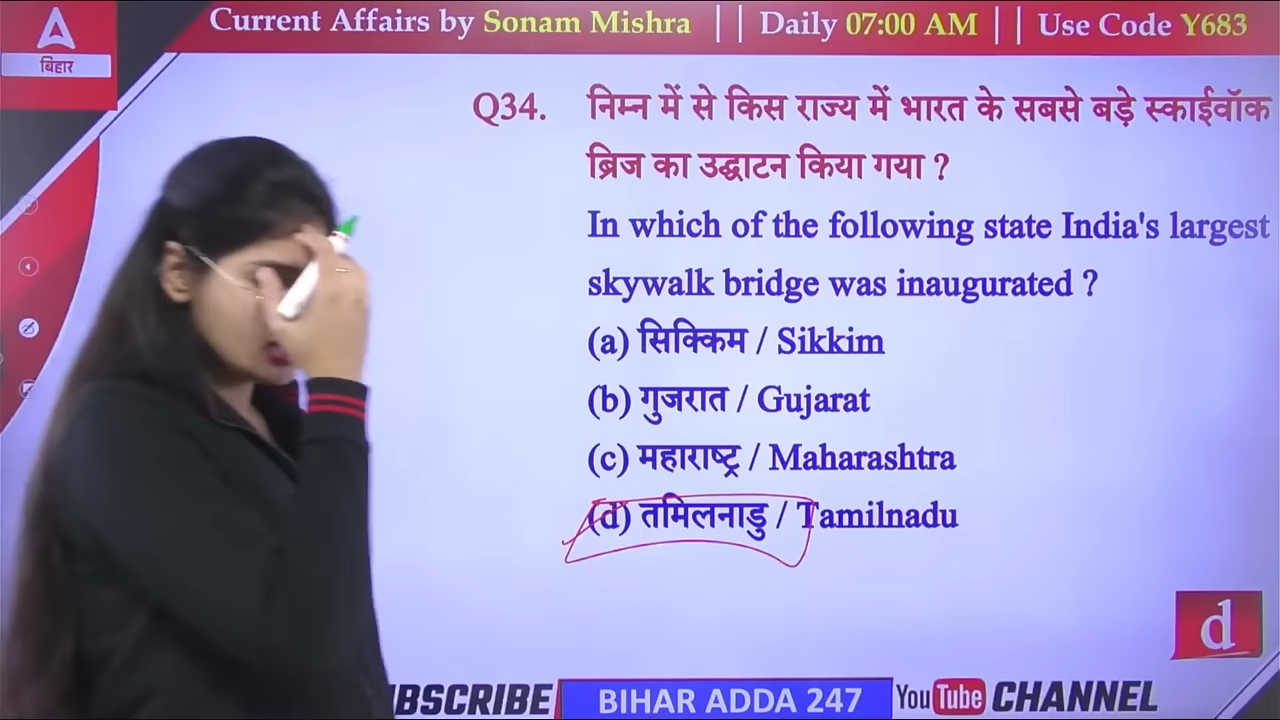 Current Affairs by Sonam Mishra || Daily 07:00 AM || Use Code Y683
बिहार
Q34. निम्न में से किस राज्य में भारत के सबसे बड़े स्काईवॉक
ब्रिज का उद्घाटन किया गया ?
In which of the following state India's largest
skywalk bridge was inaugurated ?
(a) सिक्किम / Sikkim
(b) गुजरात / Gujarat
(c) महाराष्ट्र / Maharashtra
(d) तमिलनाडु / Tamilnadu
d
BSCRIBE BIHAR ADDA 247 YouTube CHANNEL